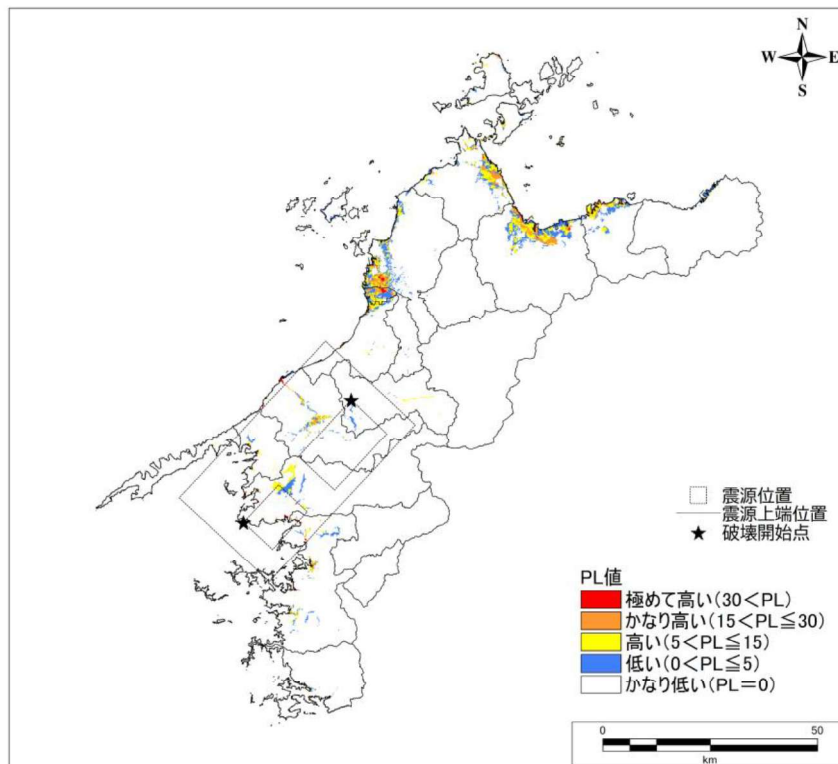 N
W E
S
震源位置
震源上端位置
破壊開始点
PL値
極めて高い(30<PL)
かなり高い(15<PL≦30)
高い(5<PL≦15)
低い(0<PL≦5)
かなり低い(PL=0)
0 50
km